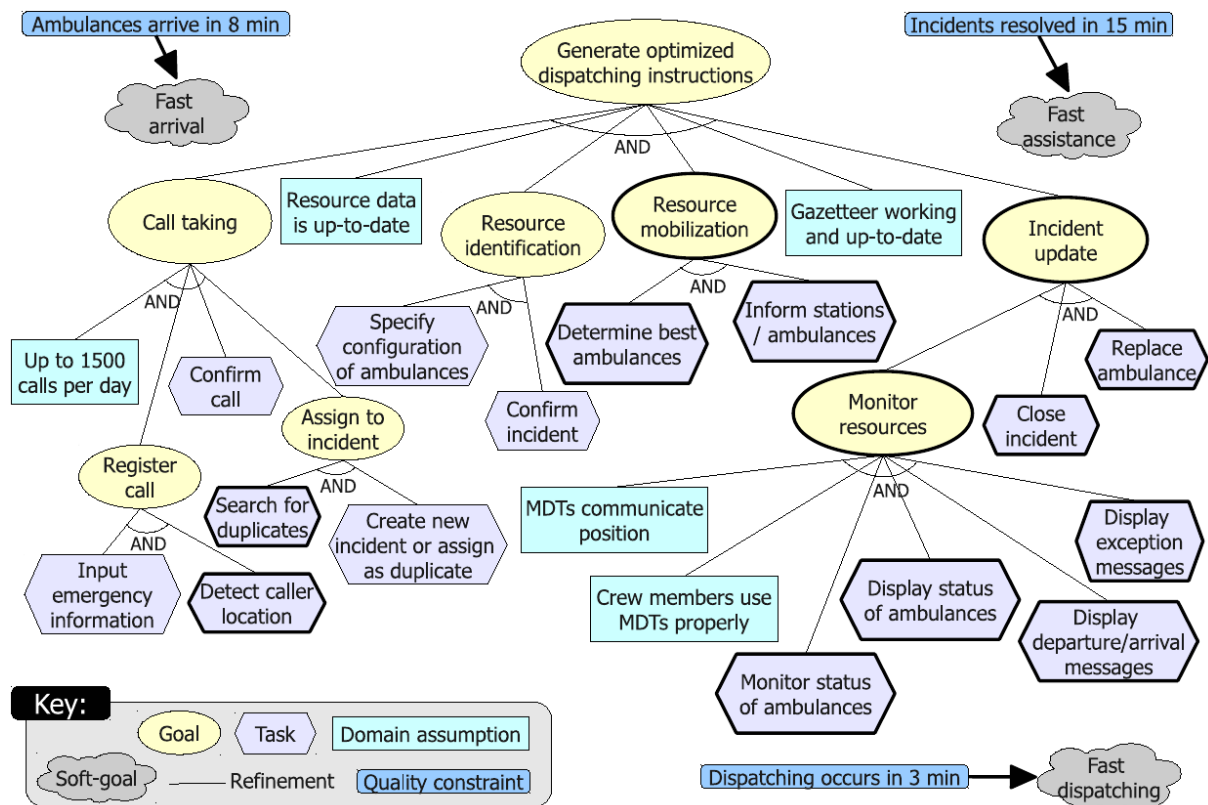 Ambulances arrive in 8 min
Incidents resolved in 15 min
Generate optimized
dispatching instructions
Fast
arrival
Fast
assistance
AND
Call taking
Resource data
is up-to-date
Resource
identification
Resource
mobilization
Gazetteer working
and up-to-date
Incident
update
AND
AND
AND
AND
Up to 1500
calls per day
Confirm
call
Specify
configuration
of ambulances
Determine best
ambulances
Inform stations
/ ambulances
Replace
ambulance
Assign to
incident
Confirm
incident
Monitor
resources
Close
incident
Register
call
AND
AND
Search for
duplicates
Create new
incident or assign
as duplicate
MDTs communicate
position
Display
exception
messages
AND
Input
emergency
information
Detect caller
location
Crew members use
MDTs properly
Display status
of ambulances
Display
departure/arrival
messages
Monitor status
of ambulances
Key:
Goal
Task
Domain assumption
Soft-goal
Refinement
Quality constraint
Dispatching occurs in 3 min
Fast
dispatching